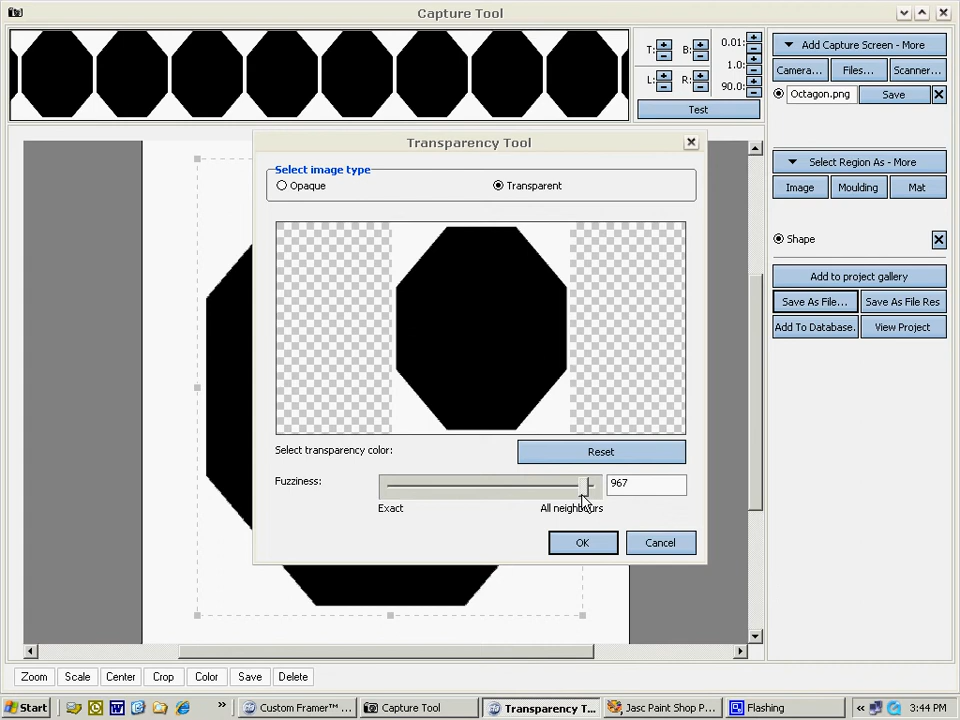 Capture Tool
T: B: 0.01:
1.0:
L: R: 90.0:
Test
Add Capture Screen - More
Camera... Files... Scanner...
Octagon.png Save
Select Region As - More
Image Moulding Mat
Shape
Add to project gallery
Save As File... Save As File Res
Add To Database. View Project
Transparency Tool
Select image type
Opaque Transparent
Select transparency color: Reset
Fuzziness: 967
Exact All neighbours
OK Cancel
Zoom Scale Center Crop Color Save Delete
Start » Custom Framer™ ... Capture Tool Transparency T... Jasc Paint Shop P... Flashing « 3:44 PM